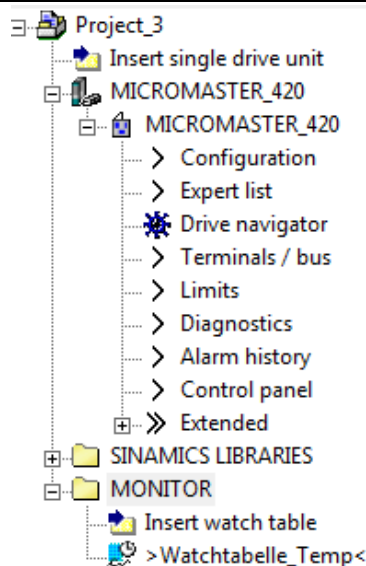 Project_3
Insert single drive unit
MICROMASTER_420
MICROMASTER_420
Configuration
Expert list
Drive navigator
Terminals / bus
Limits
Diagnostics
Alarm history
Control panel
Extended
SINAMICS LIBRARIES
MONITOR
Insert watch table
>Watchtabelle_Temp<